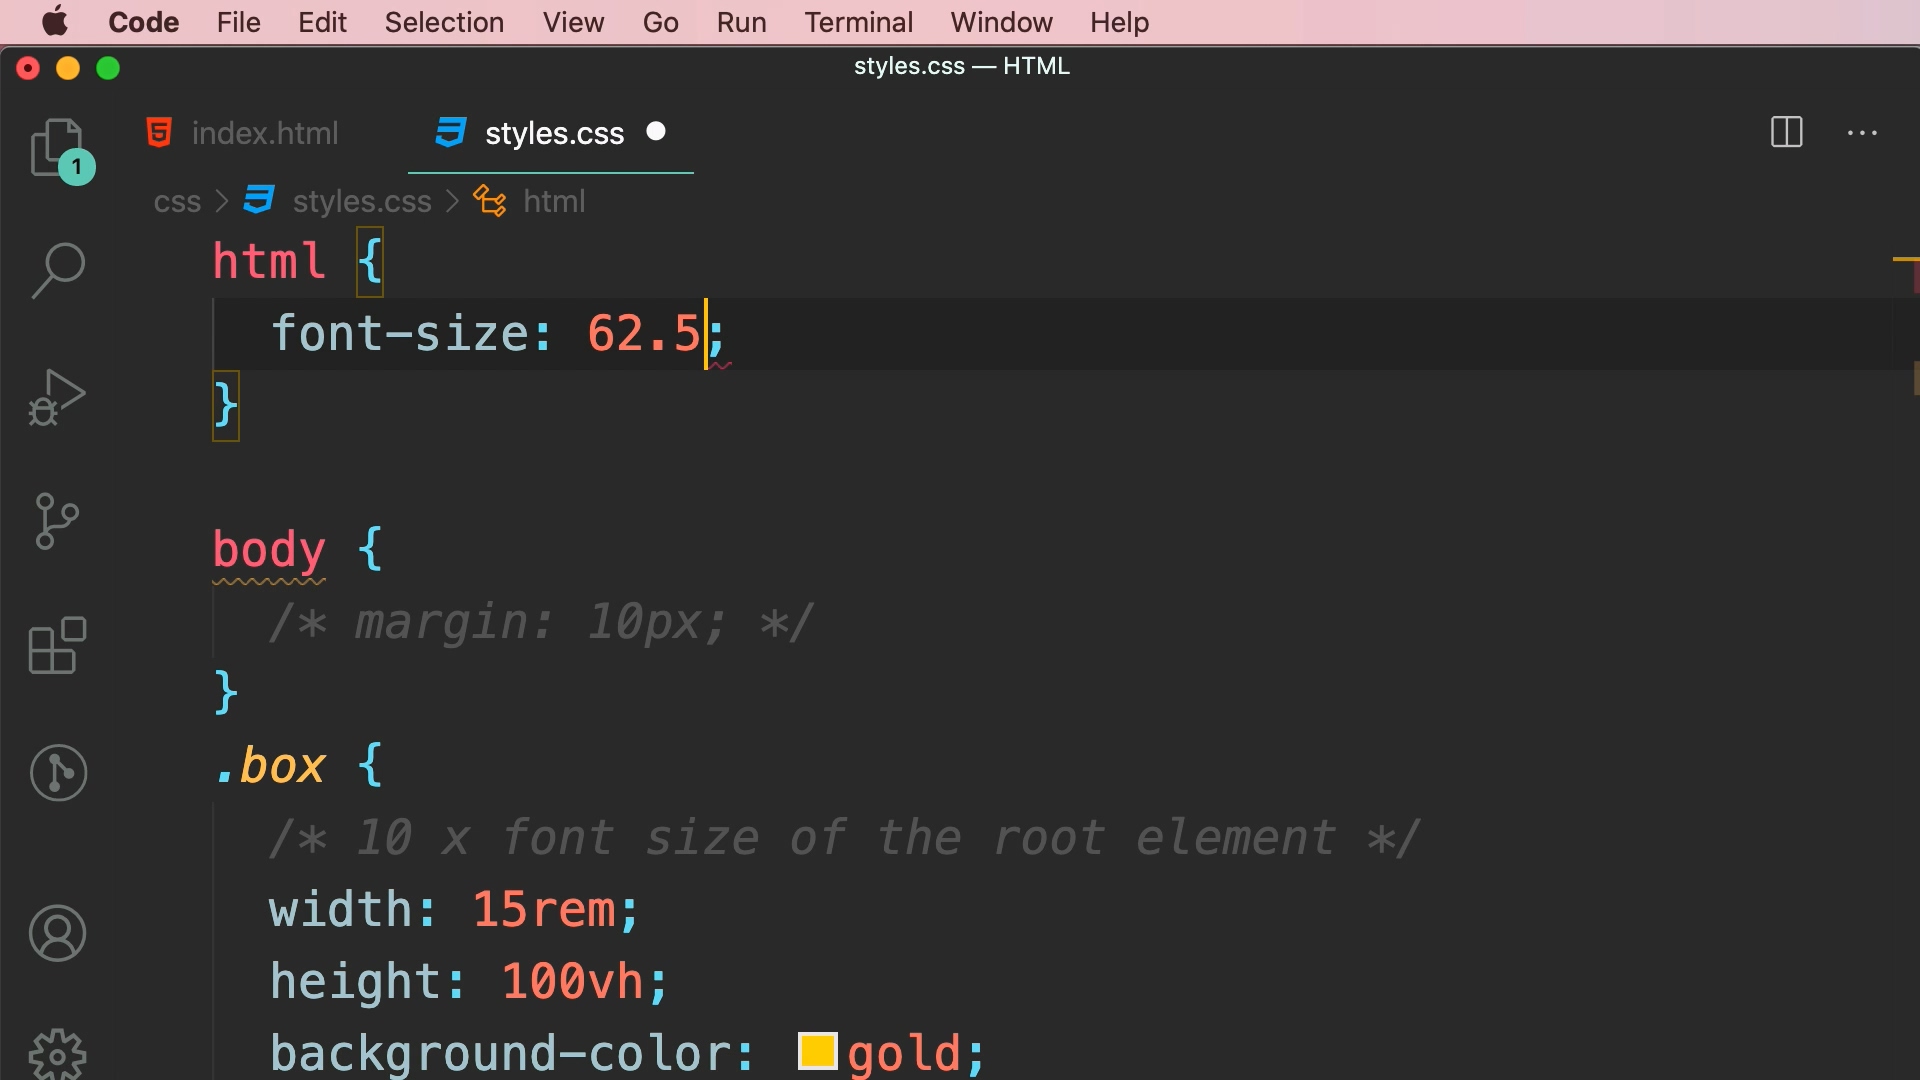 Code File Edit Selection View Go Run Terminal Window Help
styles.css — HTML
index.html styles.css
1
css > styles.css > html
html {
font-size: 62.5;
}
body {
/* margin: 10px; */
}
.box {
/* 10 x font size of the root element */
width: 15rem;
height: 100vh;
background-color: gold;